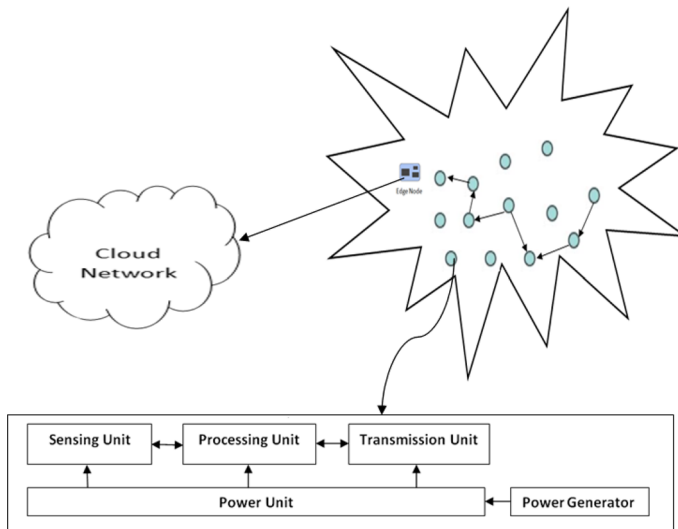 Edge Node
Cloud
Network
Sensing Unit
Processing Unit
Transmission Unit
Power Unit
Power Generator